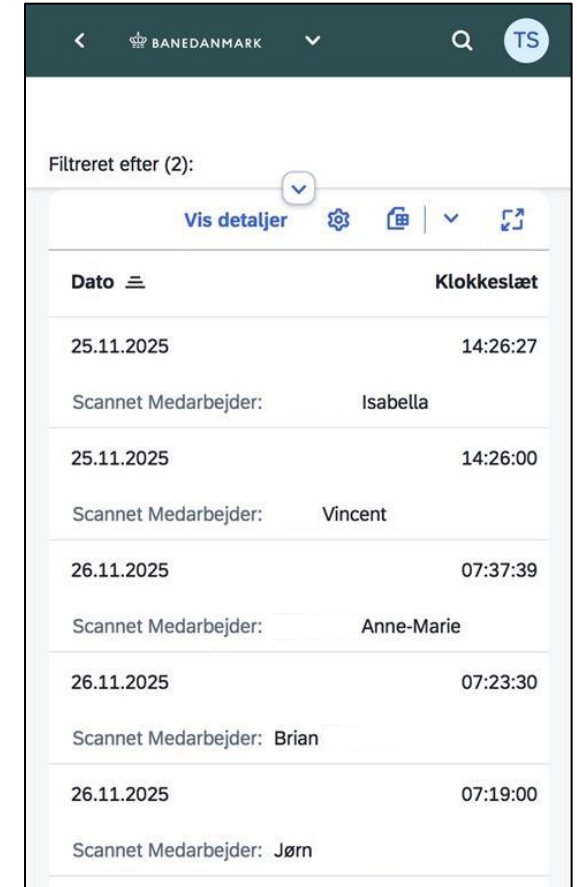 BANEDANMARK TS
Filtreret efter (2):
Vis detaljer
Dato Klokkeslæt
25.11.2025 14:26:27
Scannet Medarbejder: Isabella
25.11.2025 14:26:00
Scannet Medarbejder: Vincent
26.11.2025 07:37:39
Scannet Medarbejder: Anne-Marie
26.11.2025 07:23:30
Scannet Medarbejder: Brian
26.11.2025 07:19:00
Scannet Medarbejder: Jørn